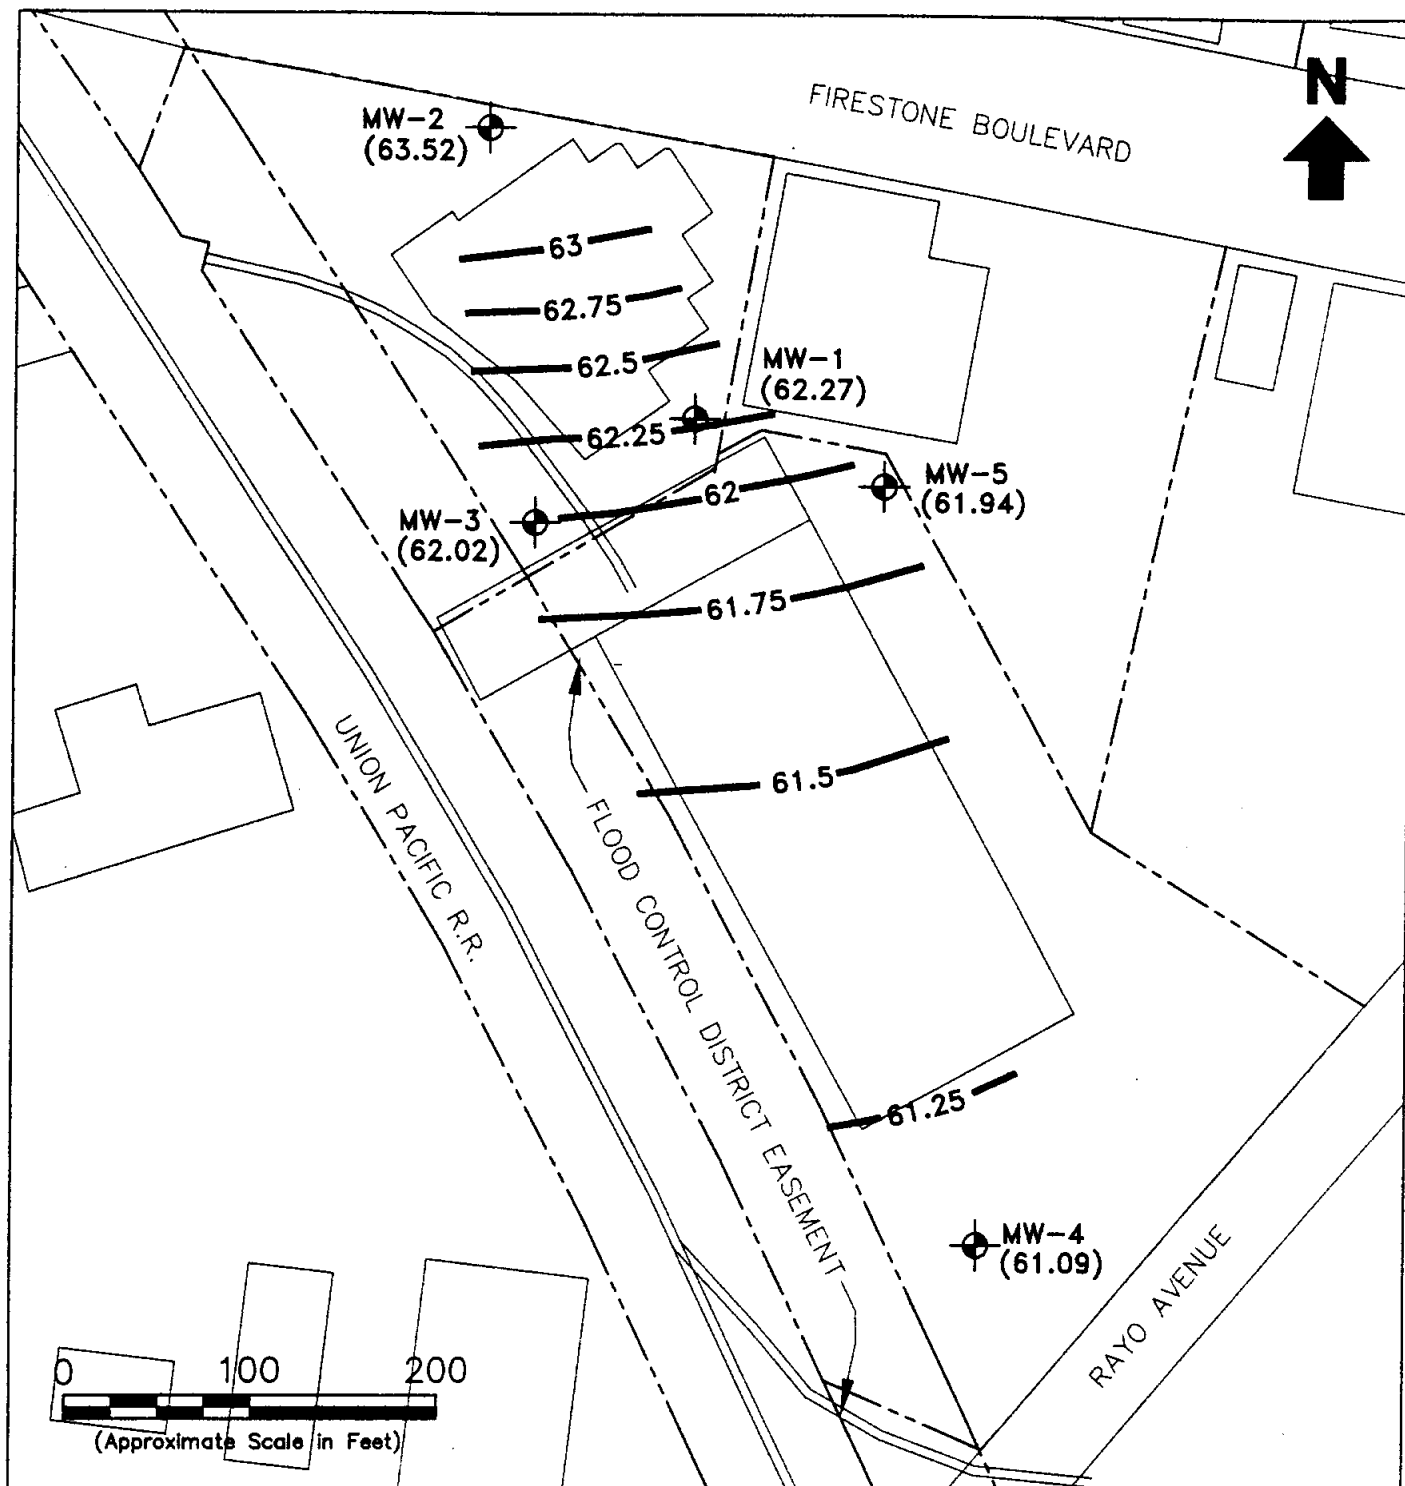 N
FIRESTONE BOULEVARD
MW-2
(63.52)
63
62.75
62.5
MW-1
(62.27)
62.25
62
MW-5
(61.94)
MW-3
(62.02)
61.75
61.5
UNION PACIFIC R.R.
FLOOD CONTROL DISTRICT EASEMENT
61.25
MW-4
(61.09)
RAYO AVENUE
0 100 200
(Approximate Scale in Feet)